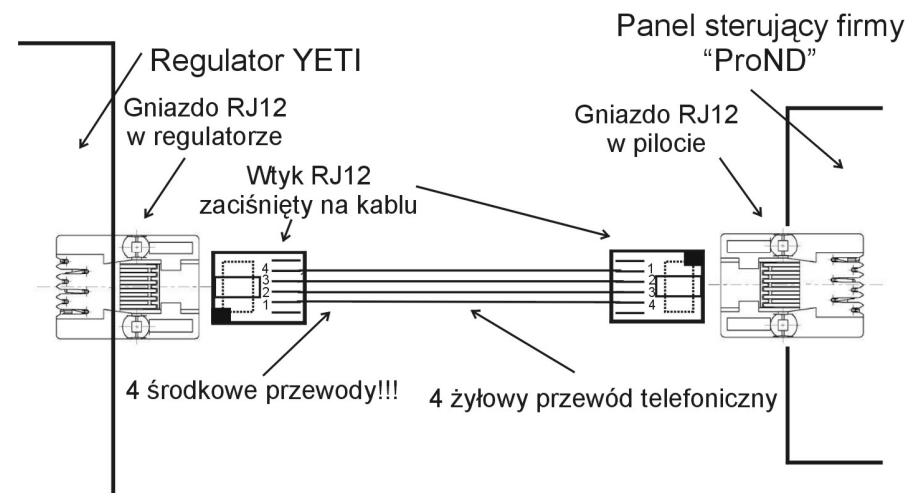 Panel sterujący firmy
“ProND”
Regulator YETI
Gniazdo RJ12
w regulatorze
Gniazdo RJ12
w pilocie
Wtyk RJ12
zaciśnięty na kablu
4
3
2
1
1
2
3
4
4 środkowe przewody!!!
4 żyłowy przewód telefoniczny